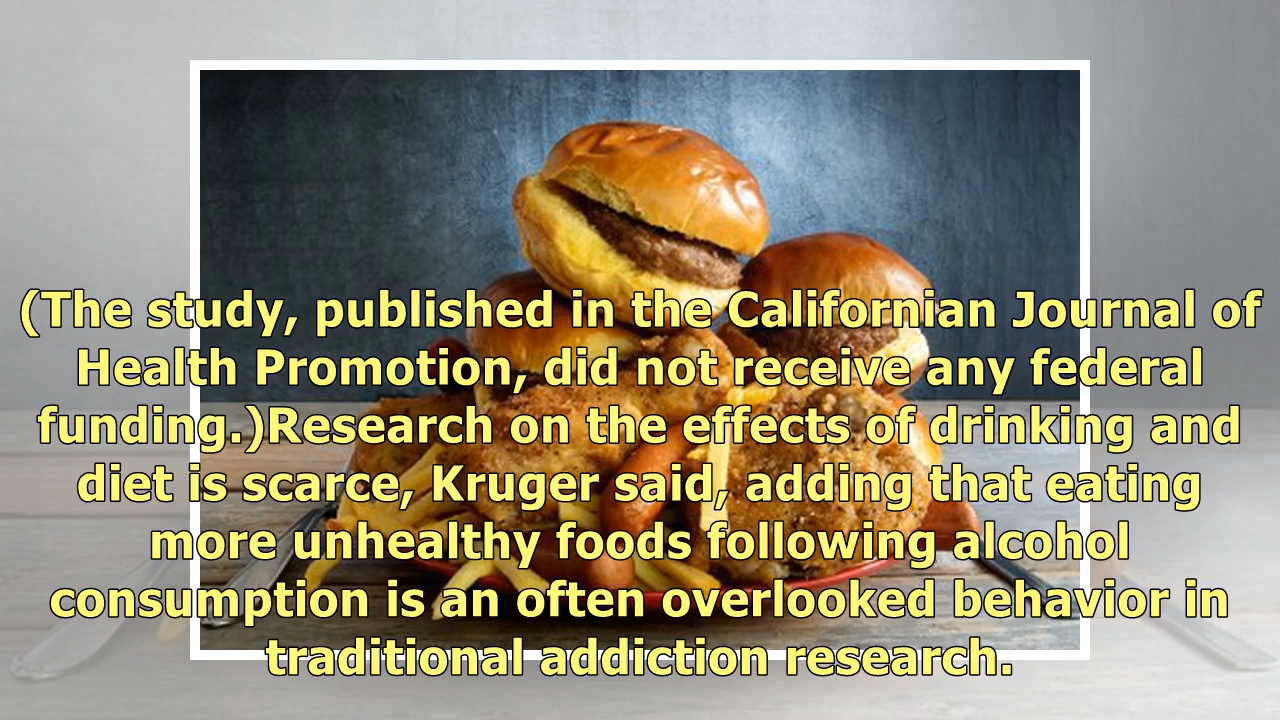 (The study, published in the Californian Journal of
Health Promotion, did not receive any federal
funding.)Research on the effects of drinking and
diet is scarce, Kruger said, adding that eating
more unhealthy foods following alcohol
consumption is an often overlooked behavior in
traditional addiction research.